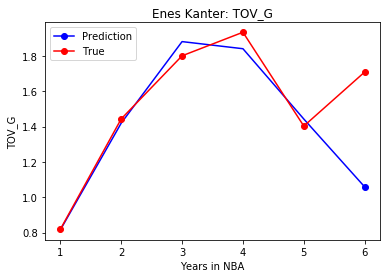 Enes Kanter: TOV_G
Prediction
True
TOV_G
1.8
1.6
1.4
1.2
1.0
0.8
1 2 3 4 5 6
Years in NBA